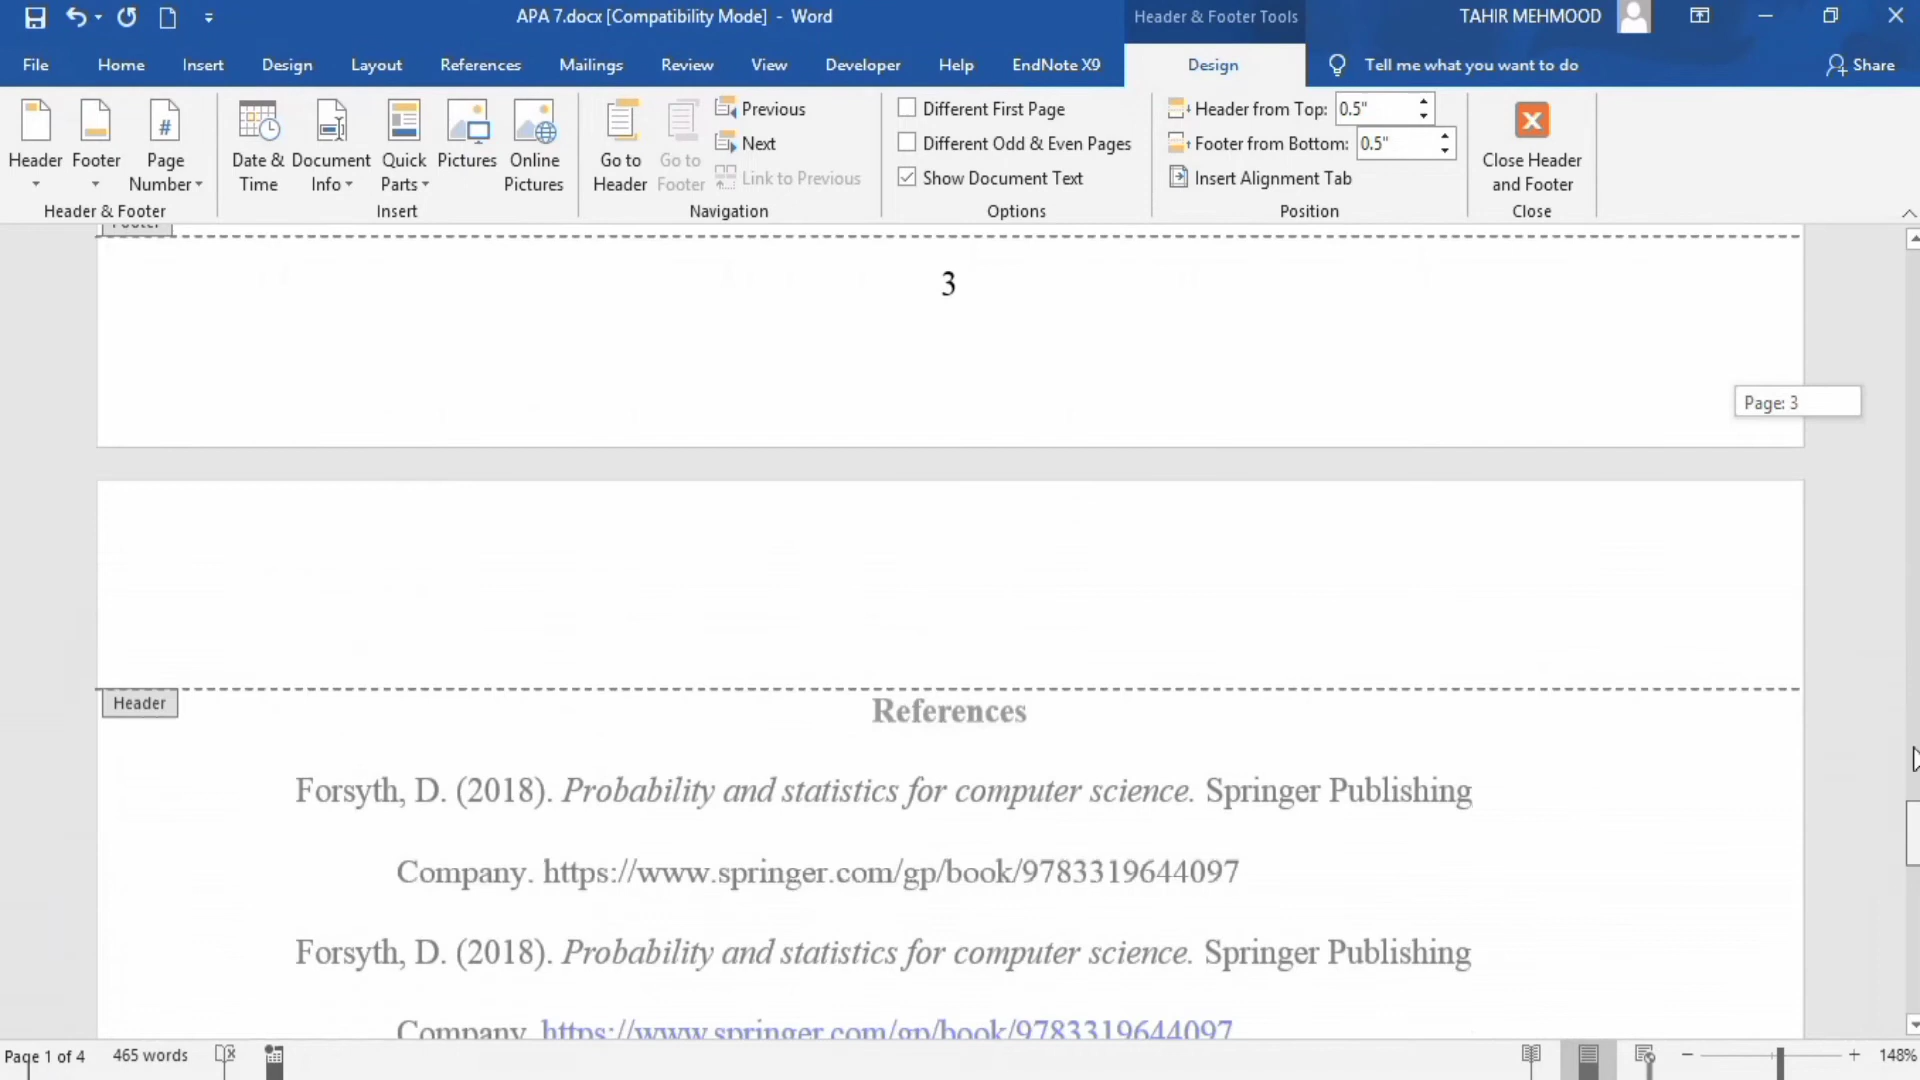 APA 7.docx [Compatibility Mode] - Word
Header & Footer Tools
TAHIR MEHMOOD
File
Home
Insert
Design
Layout
References
Mailings
Review
View
Developer
Help
EndNote X9
Design
Tell me what you want to do
Share
Header
Footer
Page
Number
Header & Footer
Date &
Time
Document
Info
Quick
Parts
Pictures
Online
Pictures
Insert
Go to
Header
Go to
Footer
Previous
Next
Link to Previous
Navigation
Different First Page
Different Odd & Even Pages
Show Document Text
Options
Header from Top: 0.5"
Footer from Bottom: 0.5"
Insert Alignment Tab
Position
Close Header
and Footer
Close
Footer
3
Page: 3
Header
References
Forsyth, D. (2018). Probability and statistics for computer science. Springer Publishing
Company. https://www.springer.com/gp/book/9783319644097
Forsyth, D. (2018). Probability and statistics for computer science. Springer Publishing
Company. https://www.springer.com/gp/book/9783319644097
Page 1 of 4
465 words
148%